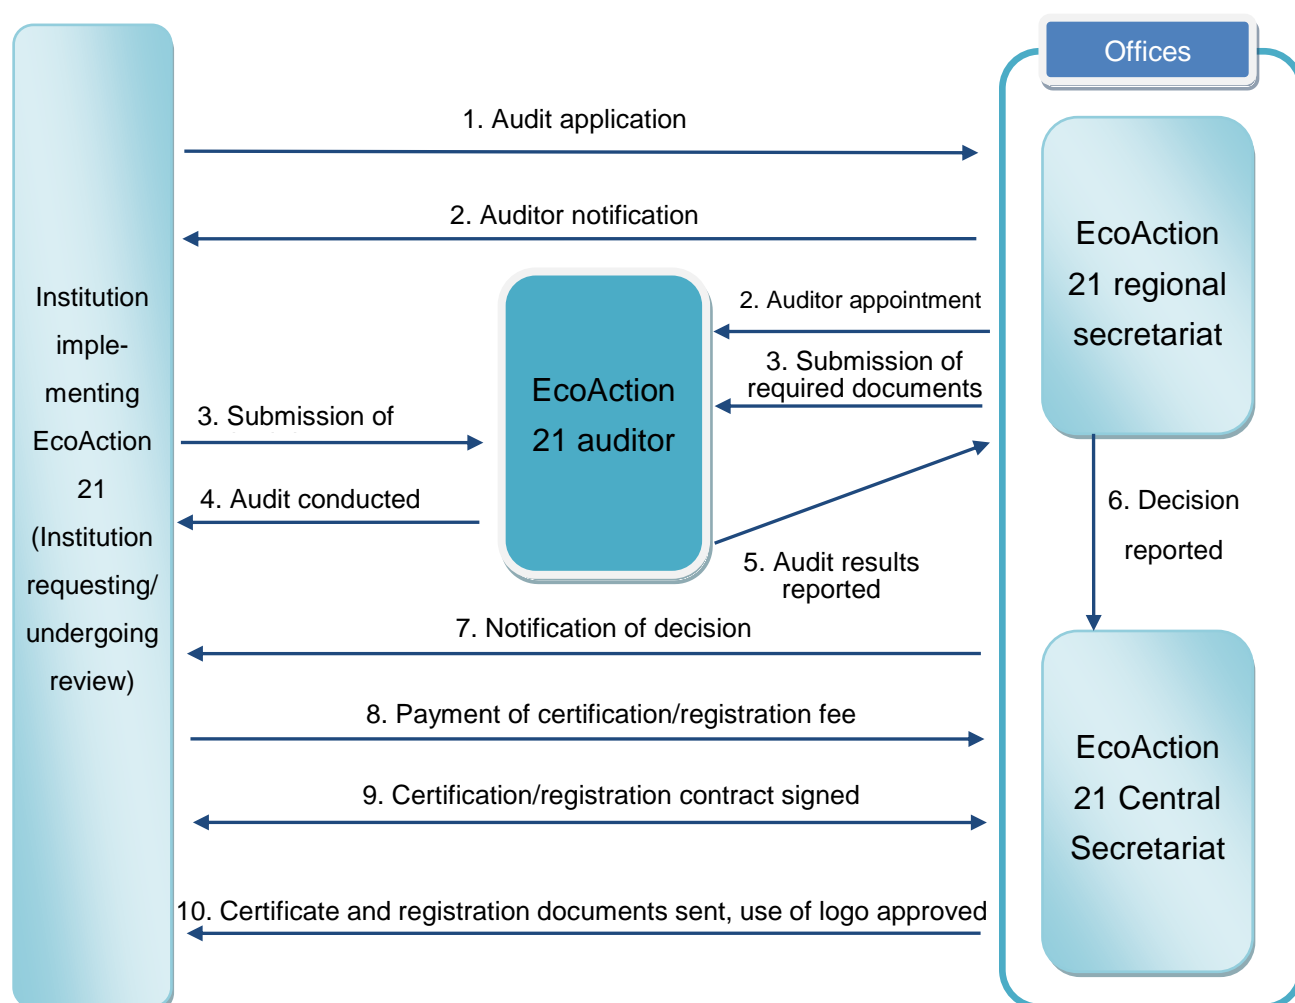 Offices
1. Audit application
2. Auditor notification
EcoAction
21 regional
secretariat
Institution
imple-
menting
EcoAction
21
(Institution
requesting/
undergoing
review)
2. Auditor appointment
3. Submission of
required documents
EcoAction
21 auditor
3. Submission of
4. Audit conducted
5. Audit results
reported
6. Decision
reported
7. Notification of decision
8. Payment of certification/registration fee
9. Certification/registration contract signed
EcoAction
21 Central
Secretariat
10. Certificate and registration documents sent, use of logo approved